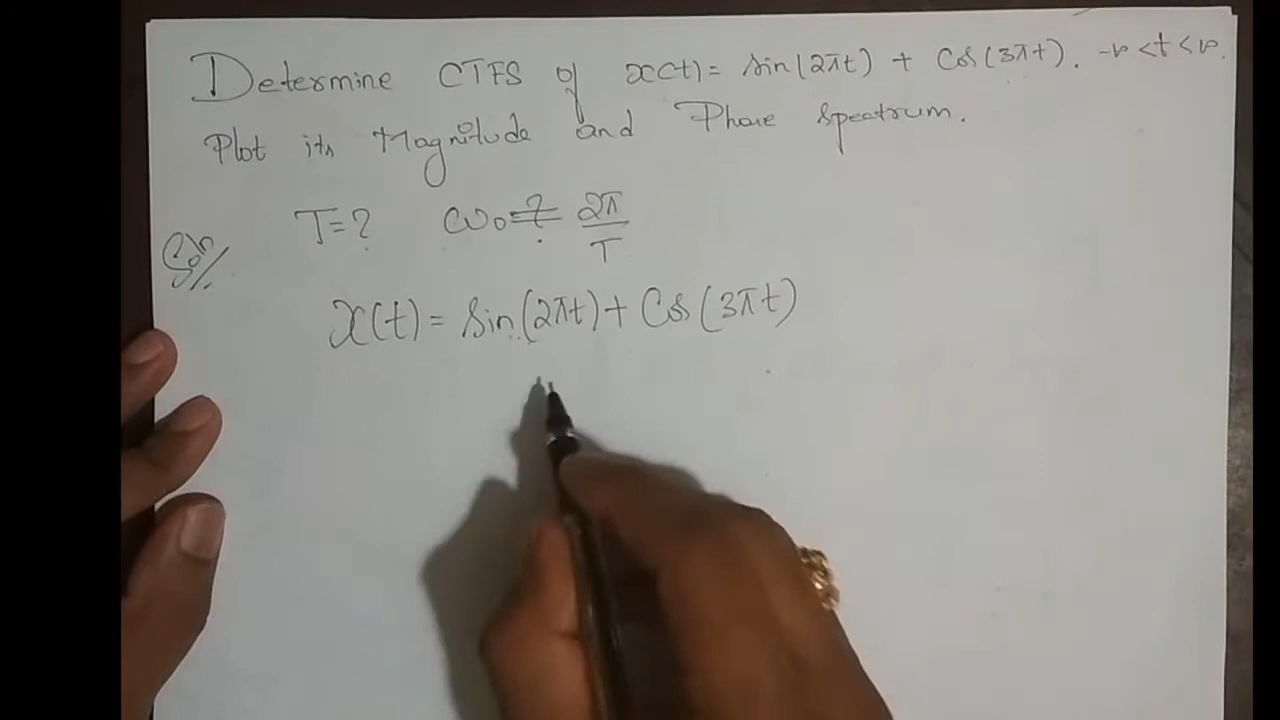 Determine CTFS of x(t) = sin(2πt) + Cos(3πt). -∞ < t < ∞.
Plot its Magnitude and Phase Spectrum.
T=? ω₀ = ? 2π/T
Soln/
x(t) = sin(2πt) + Cos(3πt)